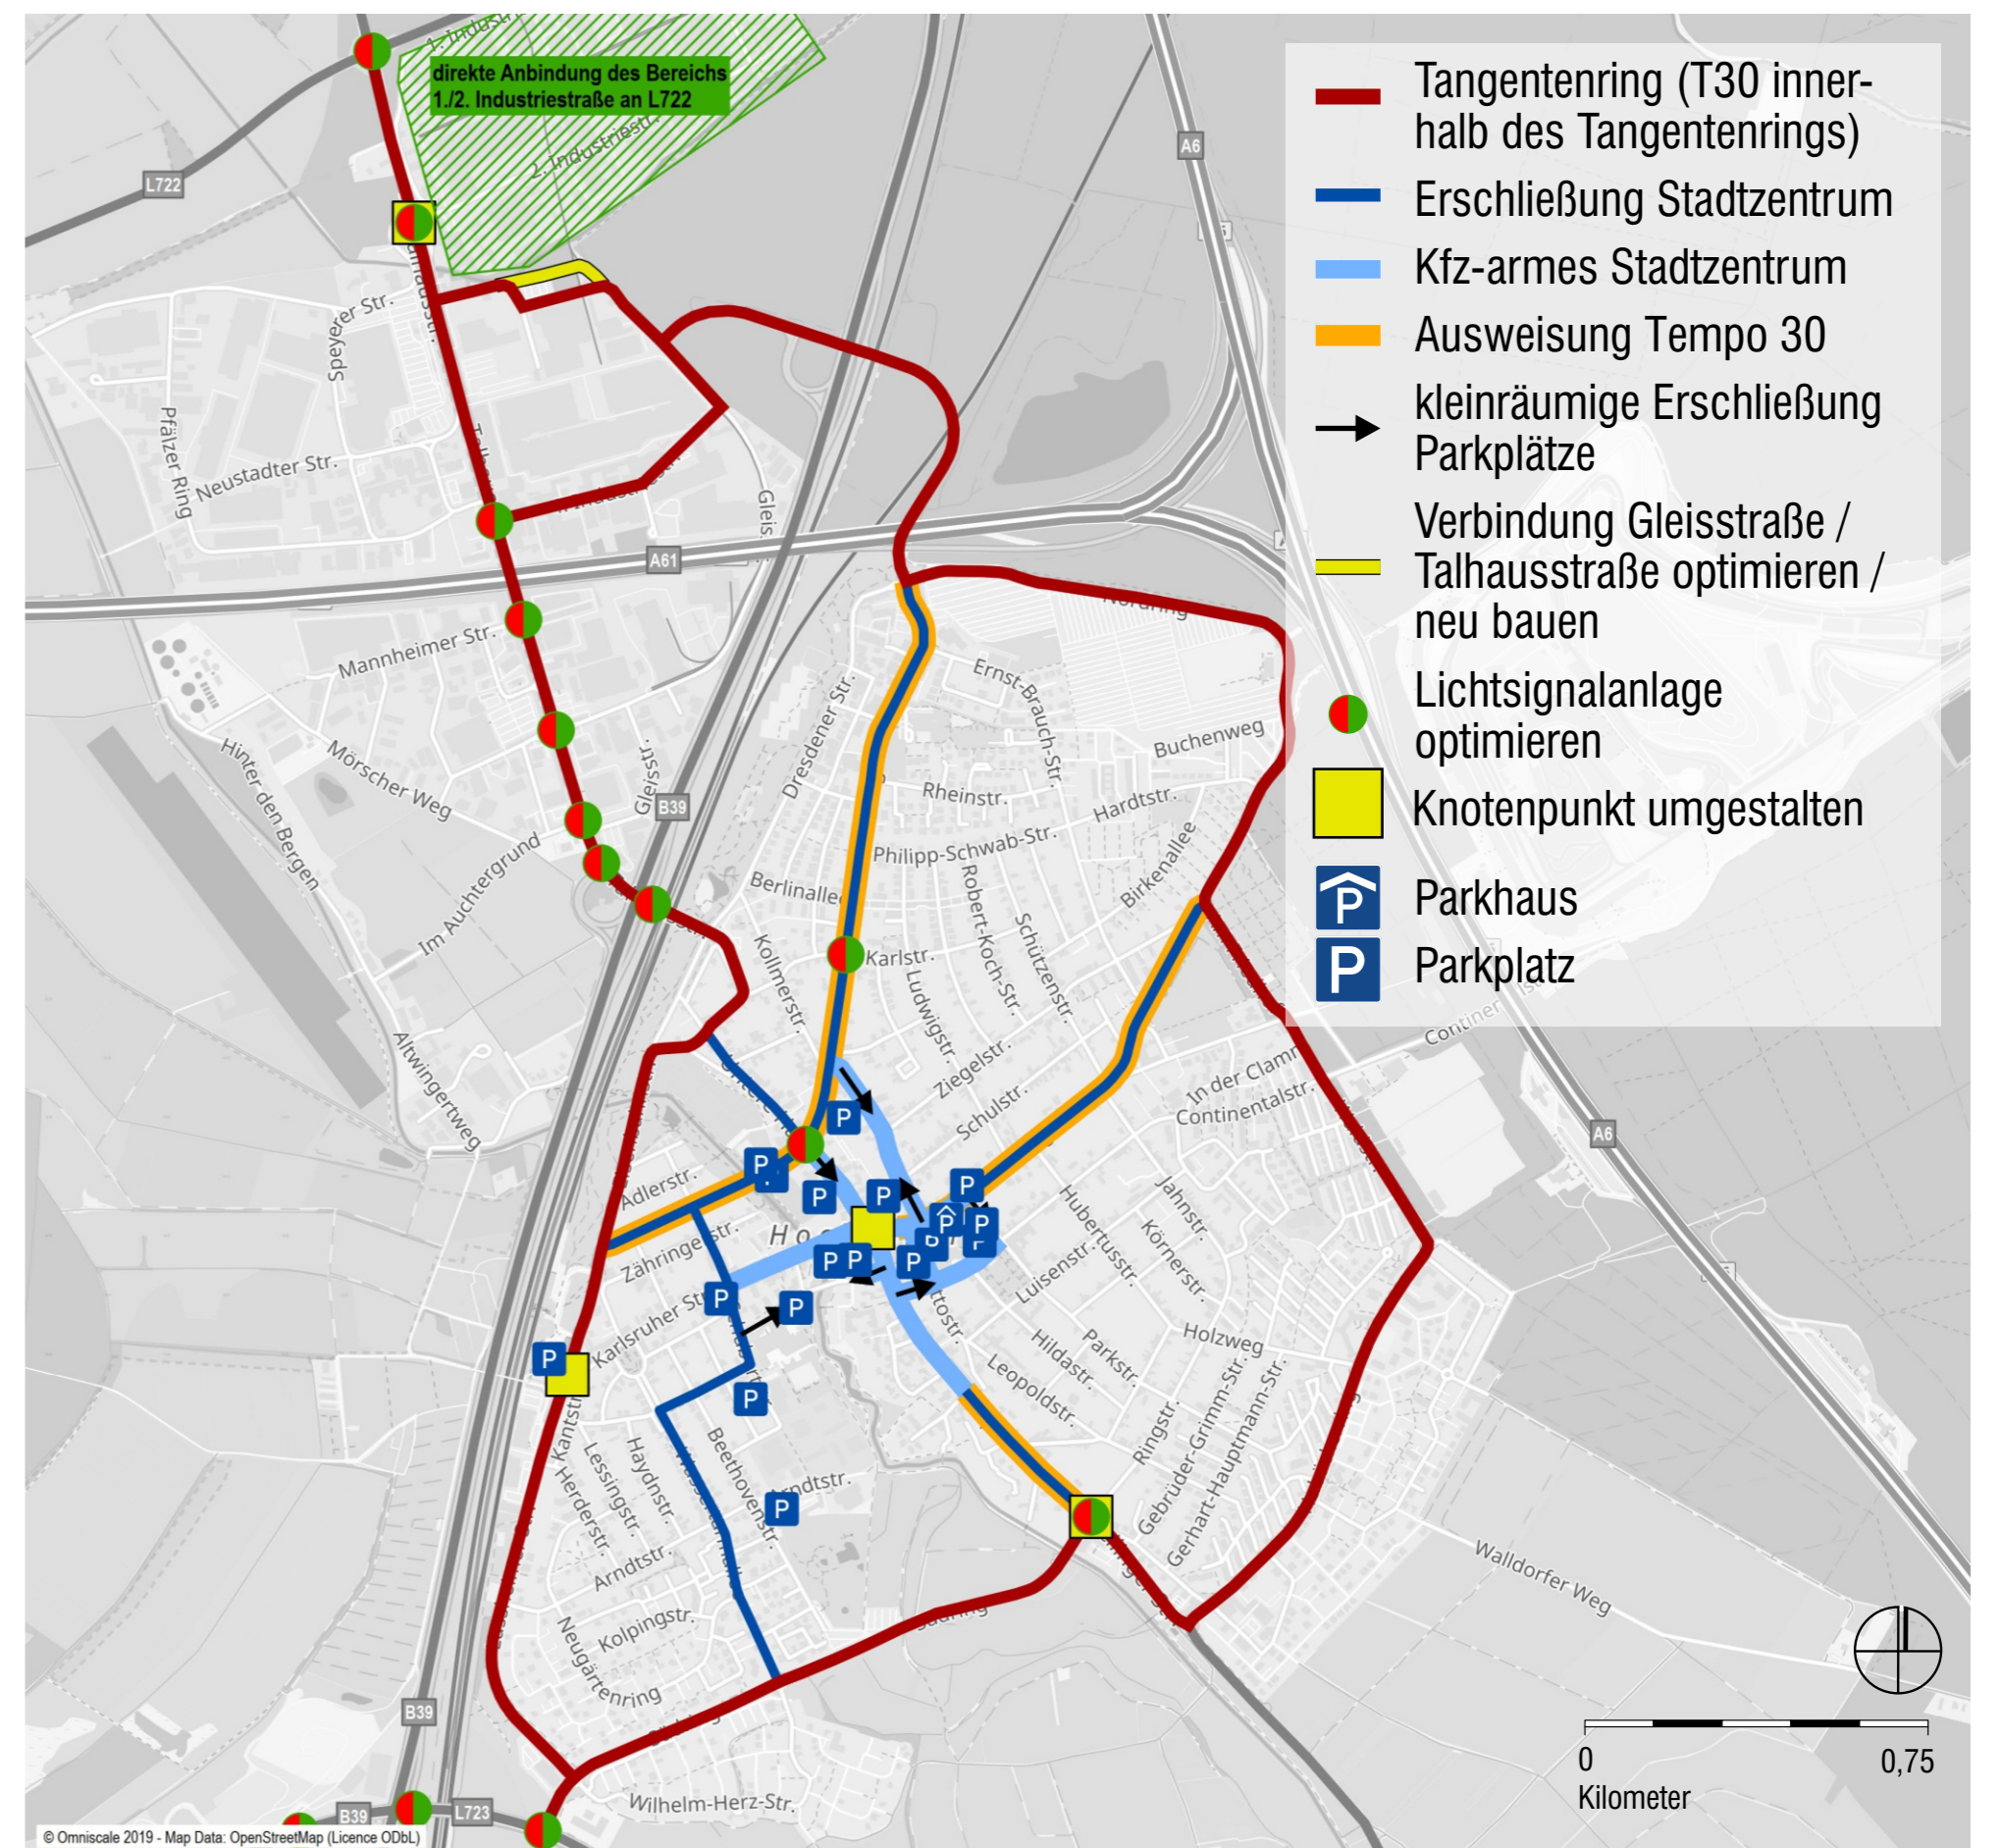 direkte Anbindung des Bereichs
1./2. Industriestraße an L722
2. Industriestr.
L722
A6
Tangentenring (T30 inner-
halb des Tangentenrings)
Erschließung Stadtzentrum
Kfz-armes Stadtzentrum
Ausweisung Tempo 30
kleinräumige Erschließung
Parkplätze
Verbindung Gleisstraße /
Talhausstraße optimieren /
neu bauen
Lichtsignalanlage
optimieren
Knotenpunkt umgestalten
P
Parkhaus
P
Parkplatz
Speyerer Str.
Pfälzer Ring
Neustadter Str.
A61
Nordring
Mannheimer Str.
Mörscher Weg
Hinter den Bergen
Gleisstr.
B39
Im Auchtergrund
Altwingertweg
Dresdener Str.
Ernst-Brauch-Str.
Buchenweg
Rheinstr.
Hardtstr.
Philipp-Schwab-Str.
Birkenallee
Berlinallee
Robert-Koch-Str.
Schützenstr.
Karlstr.
Kollmerstr.
Ludwigstr.
Ziegelstr.
Schulstr.
In der Clamm
Continentalstr.
A6
Adlerstr.
Zähringerstr.
Karlsruher Str.
Hubertusstr.
Jahnstr.
Körnerstr.
Luisenstr.
Holzweg
Parkstr.
Hildastr.
Leopoldstr.
Ringstr.
Gebrüder-Grimm-Str.
Gerhart-Hauptmann-Str.
Walldorfer Weg
Kantstr.
Herderstr.
Lessingstr.
Haydnstr.
Beethovenstr.
Arndtstr.
Arndtstr.
Kolpingstr.
Neugärtenring
Südring
Wilhelm-Herz-Str.
B39
B39
L723
0
0,75
Kilometer
© Omniscale 2019 - Map Data: OpenStreetMap (Licence ODbL)